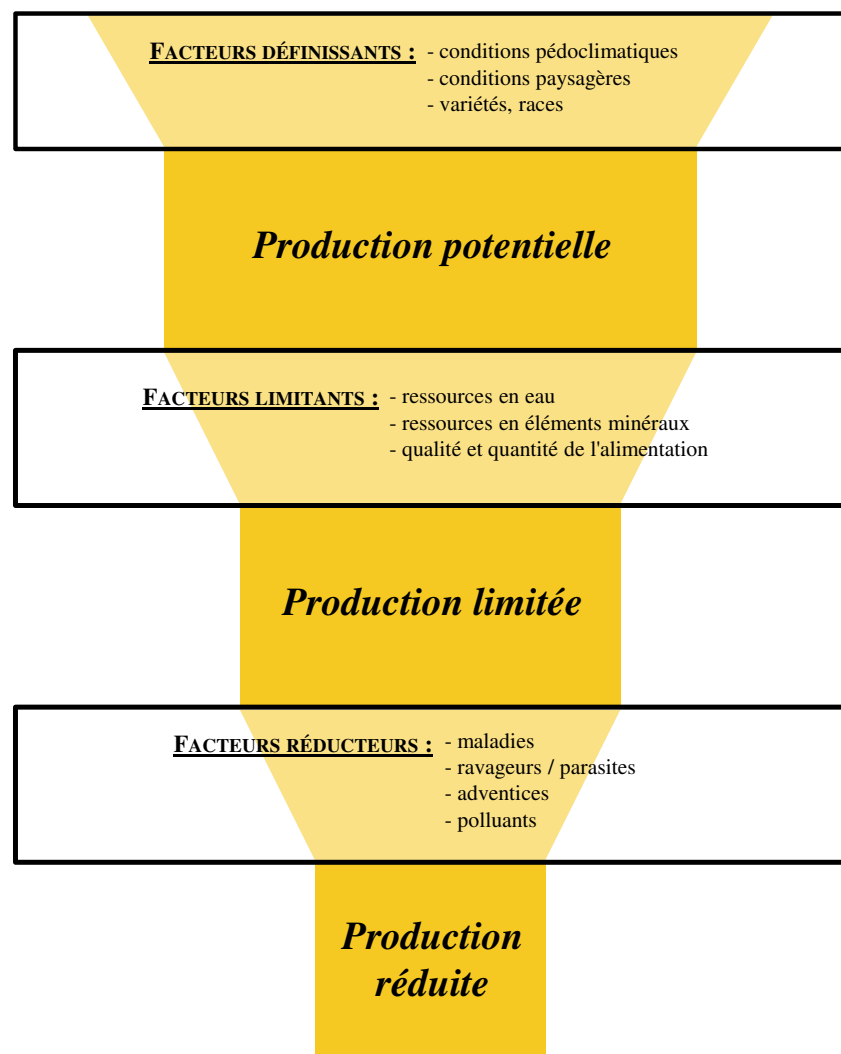 FACTEURS DÉFINISSANTS : - conditions pédoclimatiques
- conditions paysagères
- variétés, races
Production potentielle
FACTEURS LIMITANTS : - ressources en eau
- ressources en éléments minéraux
- qualité et quantité de l'alimentation
Production limitée
FACTEURS RÉDUCTEURS : - maladies
- ravageurs / parasites
- adventices
- polluants
Production
réduite